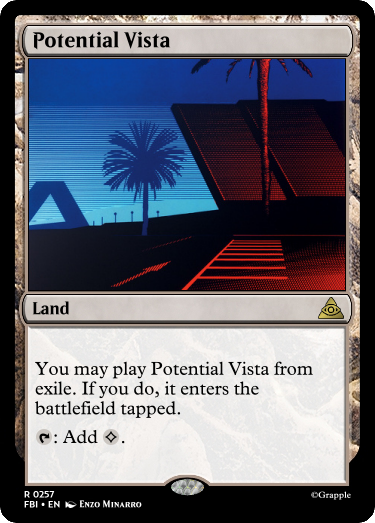 Potential Vista
Land
You may play Potential Vista from
exile. If you do, it enters the
battlefield tapped.
: Add .
R 0257
FBI • EN Enzo Minarro
©Grapple